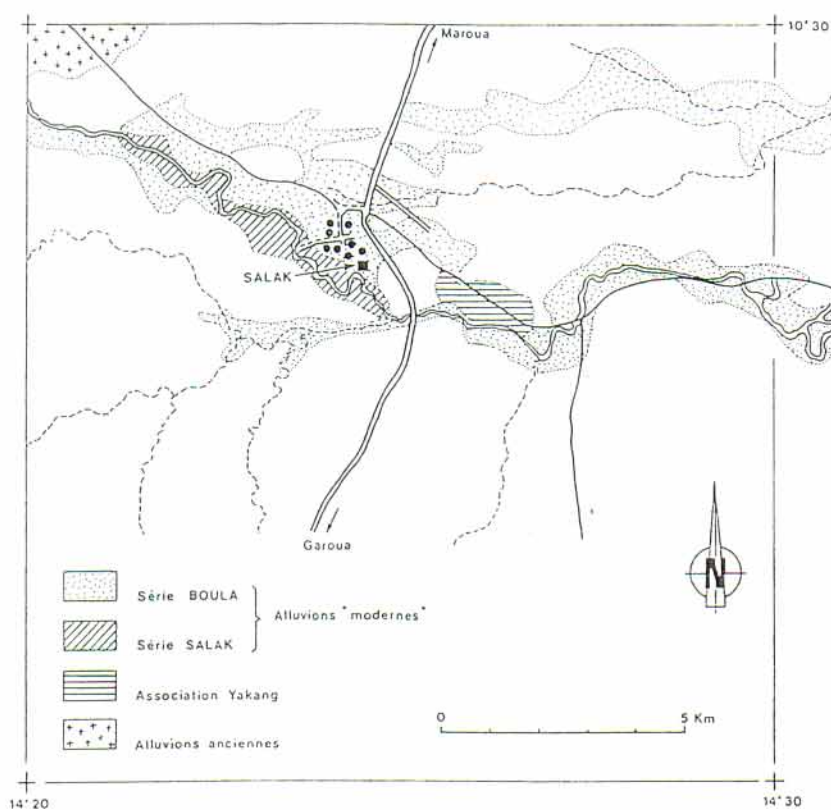 10°30
Maroua
SALAK
Garoua
N
Série BOULA
Alluvions "modernes"
Série SALAK
Association Yakang
Alluvions anciennes
0 5 Km
14°20 14°30